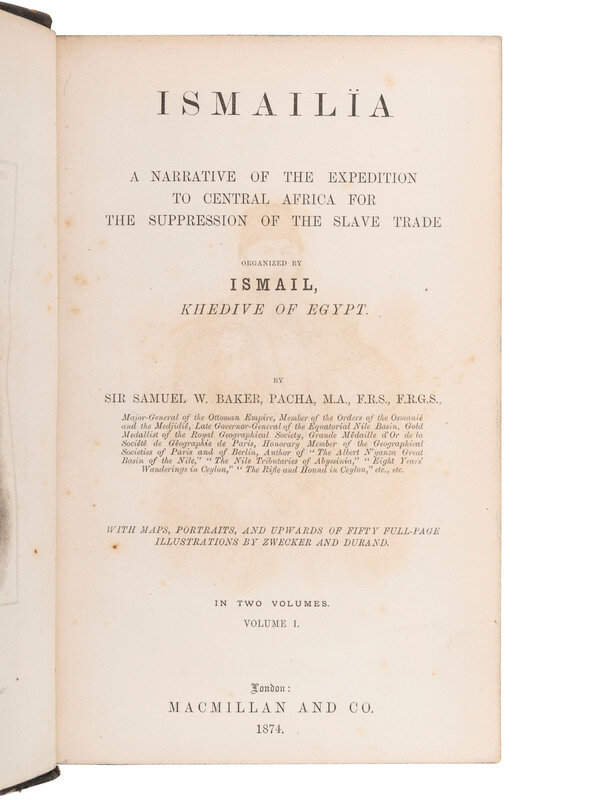 ISMAILÏA
A NARRATIVE OF THE EXPEDITION
TO CENTRAL AFRICA FOR
THE SUPPRESSION OF THE SLAVE TRADE
ORGANIZED BY
ISMAIL,
KHEDIVE OF EGYPT.
BY
SIR SAMUEL W. BAKER, PACHA, M.A., F.R.S., F.R.G.S.,
Major-General of the Ottoman Empire, Member of the Orders of the Osmanié
and the Medjidié, Late Governor-General of the Equatorial Nile Basin, Gold
Medallist of the Royal Geographical Society, Grande Médaille d'Or de la
Société de Géographie de Paris, Honorary Member of the Geographical
Societies of Paris and of Berlin, Author of "The Albert N'yanza Great
Basin of the Nile," "The Nile Tributaries of Abyssinia," "Eight Years'
Wanderings in Ceylon," "The Rifle and Hound in Ceylon," etc., etc.
WITH MAPS, PORTRAITS, AND UPWARDS OF FIFTY FULL-PAGE
ILLUSTRATIONS BY ZWECKER AND DURAND.
IN TWO VOLUMES.
VOLUME I.
London:
MACMILLAN AND CO.
1874.